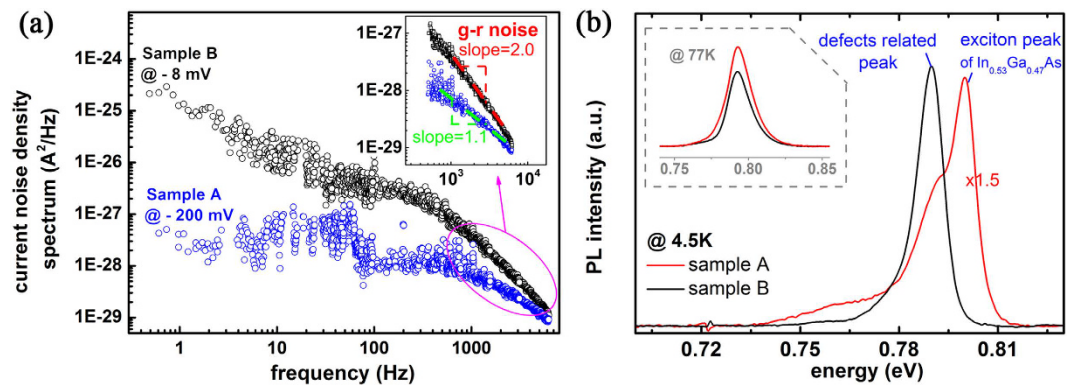 (a)
current noise density
spectrum (A²/Hz)
1E-23
1E-24
1E-25
1E-26
1E-27
1E-28
1E-29
Sample B
@ - 8 mV
Sample A
@ - 200 mV
1
10
100
1000
frequency (Hz)
1E-27
1E-28
1E-29
g-r noise
slope=2.0
slope=1.1
10³
10⁴
(b)
PL intensity (a.u.)
@ 77K
0.75
0.80
0.85
defects related
peak
exciton peak
of In₀.₅₃Ga₀.₄₇As
x1.5
@ 4.5K
sample A
sample B
0.72
0.75
0.78
0.81
energy (eV)